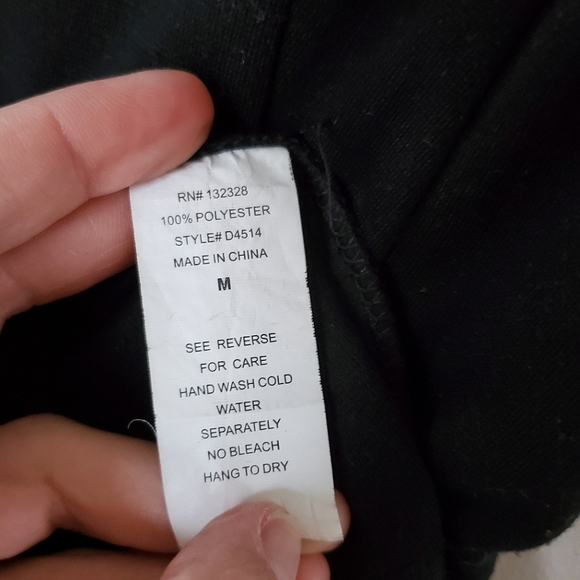 RN# 132328
100% POLYESTER
STYLE# D4514
MADE IN CHINA
M
SEE REVERSE
FOR CARE
HAND WASH COLD
WATER
SEPARATELY
NO BLEACH
HANG TO DRY